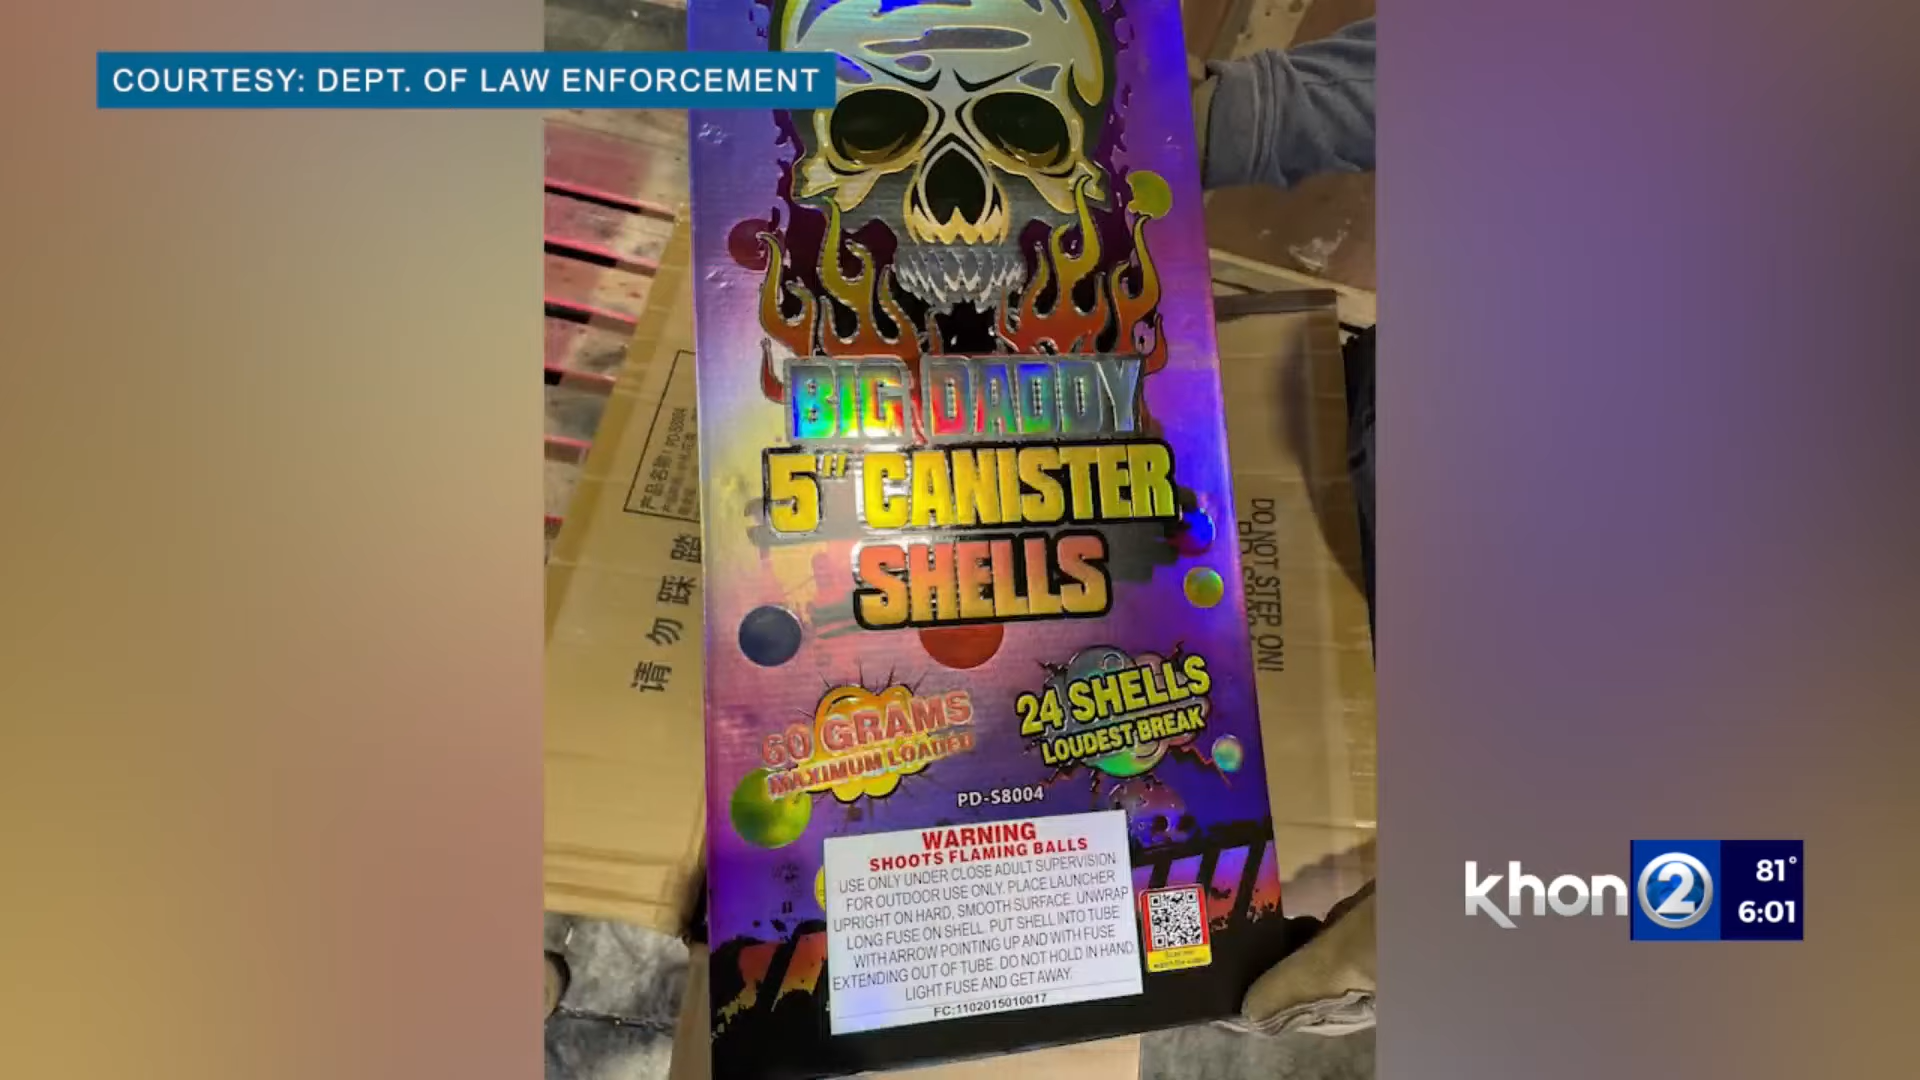 COURTESY: DEPT. OF LAW ENFORCEMENT
BIG DADDY
5" CANISTER
SHELLS
60 GRAMS
MAXIMUM LOADED
24 SHELLS
LOUDEST BREAK
PD-S8004
WARNING
SHOOTS FLAMING BALLS
USE ONLY UNDER CLOSE ADULT SUPERVISION
FOR OUTDOOR USE ONLY. PLACE LAUNCHER
UPRIGHT ON HARD, SMOOTH SURFACE. UNWRAP
LONG FUSE ON SHELL. PUT SHELL INTO TUBE
WITH ARROW POINTING UP AND WITH FUSE
EXTENDING OUT OF TUBE. DO NOT HOLD IN HAND.
LIGHT FUSE AND GET AWAY.
FC:1102015010017
请勿踩踏
DO NOT STEP ON!
khon 2
81°
6:01